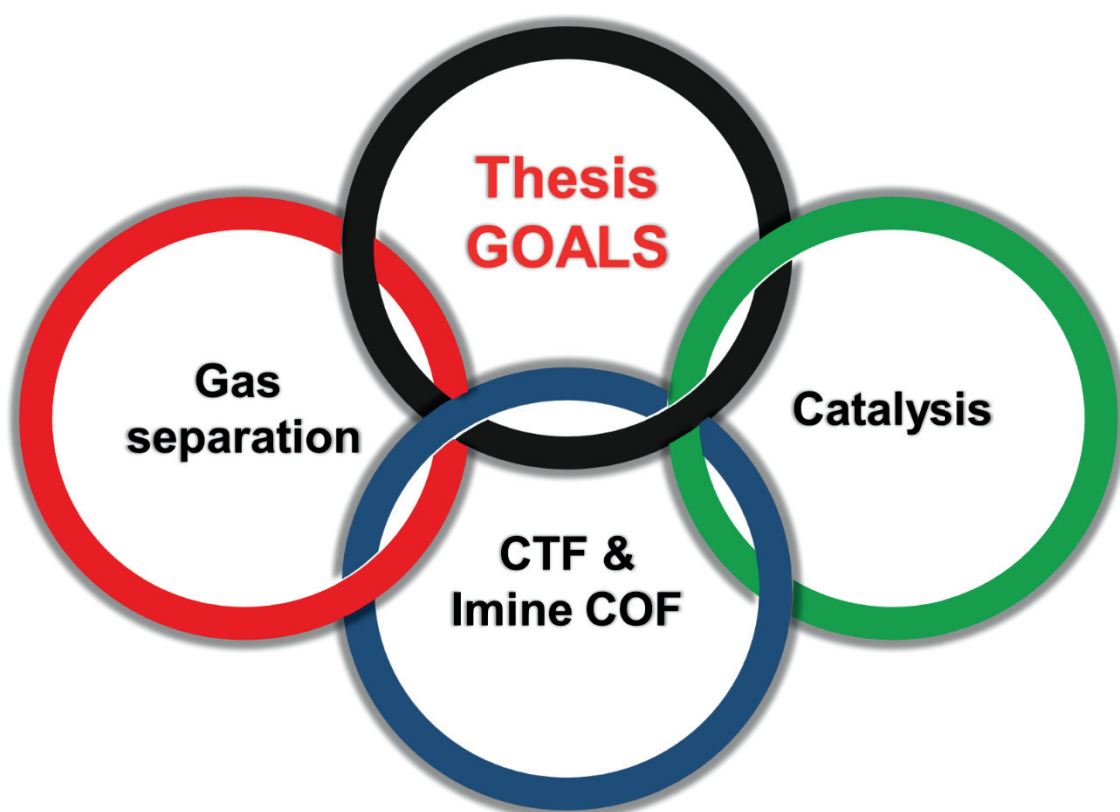 Thesis
GOALS
Gas
separation
Catalysis
CTF &
Imine COF